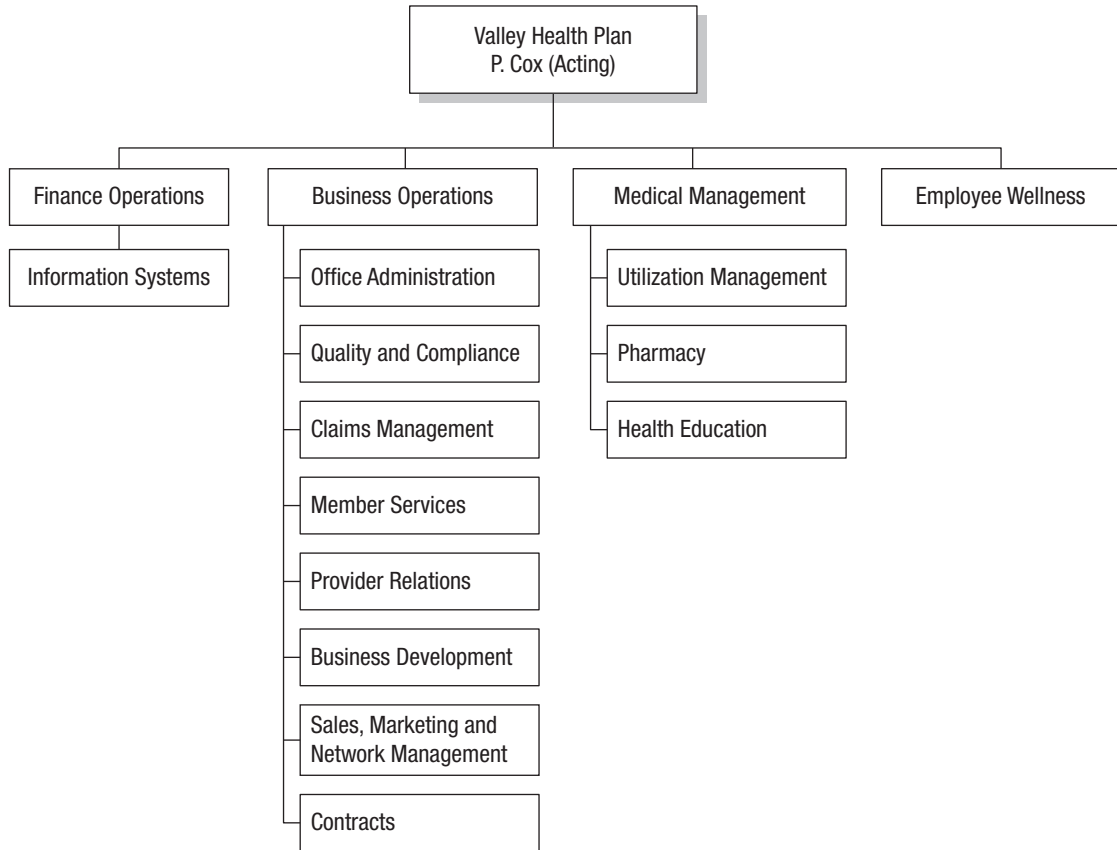 Valley Health Plan
P. Cox (Acting)
Finance Operations
Information Systems
Business Operations
Office Administration
Quality and Compliance
Claims Management
Member Services
Provider Relations
Business Development
Sales, Marketing and
Network Management
Contracts
Medical Management
Utilization Management
Pharmacy
Health Education
Employee Wellness